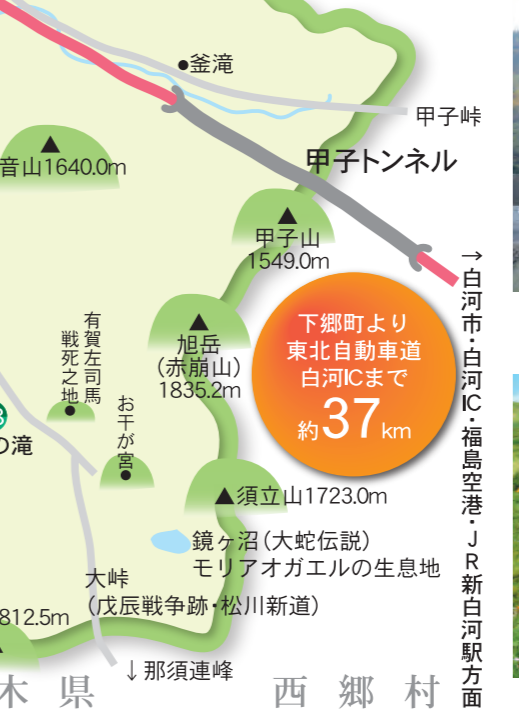 ●釜滝
甲子峠
甲子トンネル
▲
音山1640.0m
▲
甲子山
1549.0m
→白河市・白河IC・福島空港・JR新白河駅方面
下郷町より
東北自動車道
白河ICまで
約37km
▲
旭岳
(赤崩山)
1835.2m
有賀左司馬
戦死之地
●
お千が宮
●
の滝
▲須立山1723.0m
鏡ヶ沼(大蛇伝説)
モリアオガエルの生息地
大峠
(戊辰戦争跡・松川新道)
812.5m
↓那須連峰
木県
西郷村